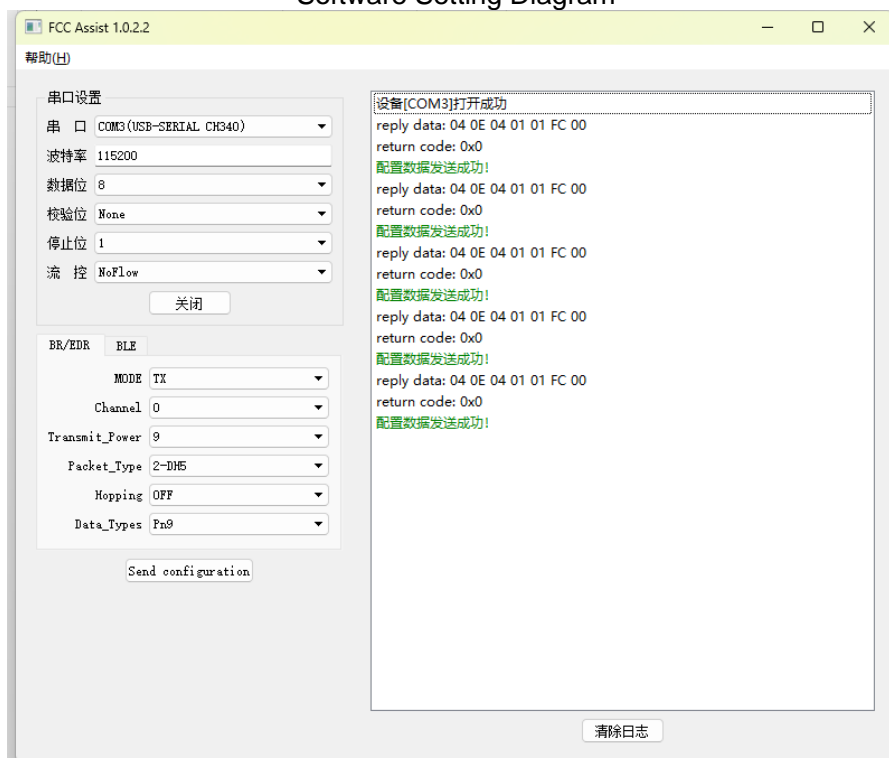 Software Setting Diagram
FCC Assist 1.0.2.2
帮助(H)
串口设置
串 口 COM3(USB-SERIAL CH340)
波特率 115200
数据位 8
校验位 None
停止位 1
流 控 NoFlow
关闭
BR/EDR BLE
MODE TX
Channel 0
Transmit_Power 9
Packet_Type 2-DH5
Hopping OFF
Data_Types Pn9
Send configuration
设备[COM3]打开成功
reply data: 04 0E 04 01 01 FC 00
return code: 0x0
配置数据发送成功!
reply data: 04 0E 04 01 01 FC 00
return code: 0x0
配置数据发送成功!
reply data: 04 0E 04 01 01 FC 00
return code: 0x0
配置数据发送成功!
reply data: 04 0E 04 01 01 FC 00
return code: 0x0
配置数据发送成功!
reply data: 04 0E 04 01 01 FC 00
return code: 0x0
配置数据发送成功!
清除日志